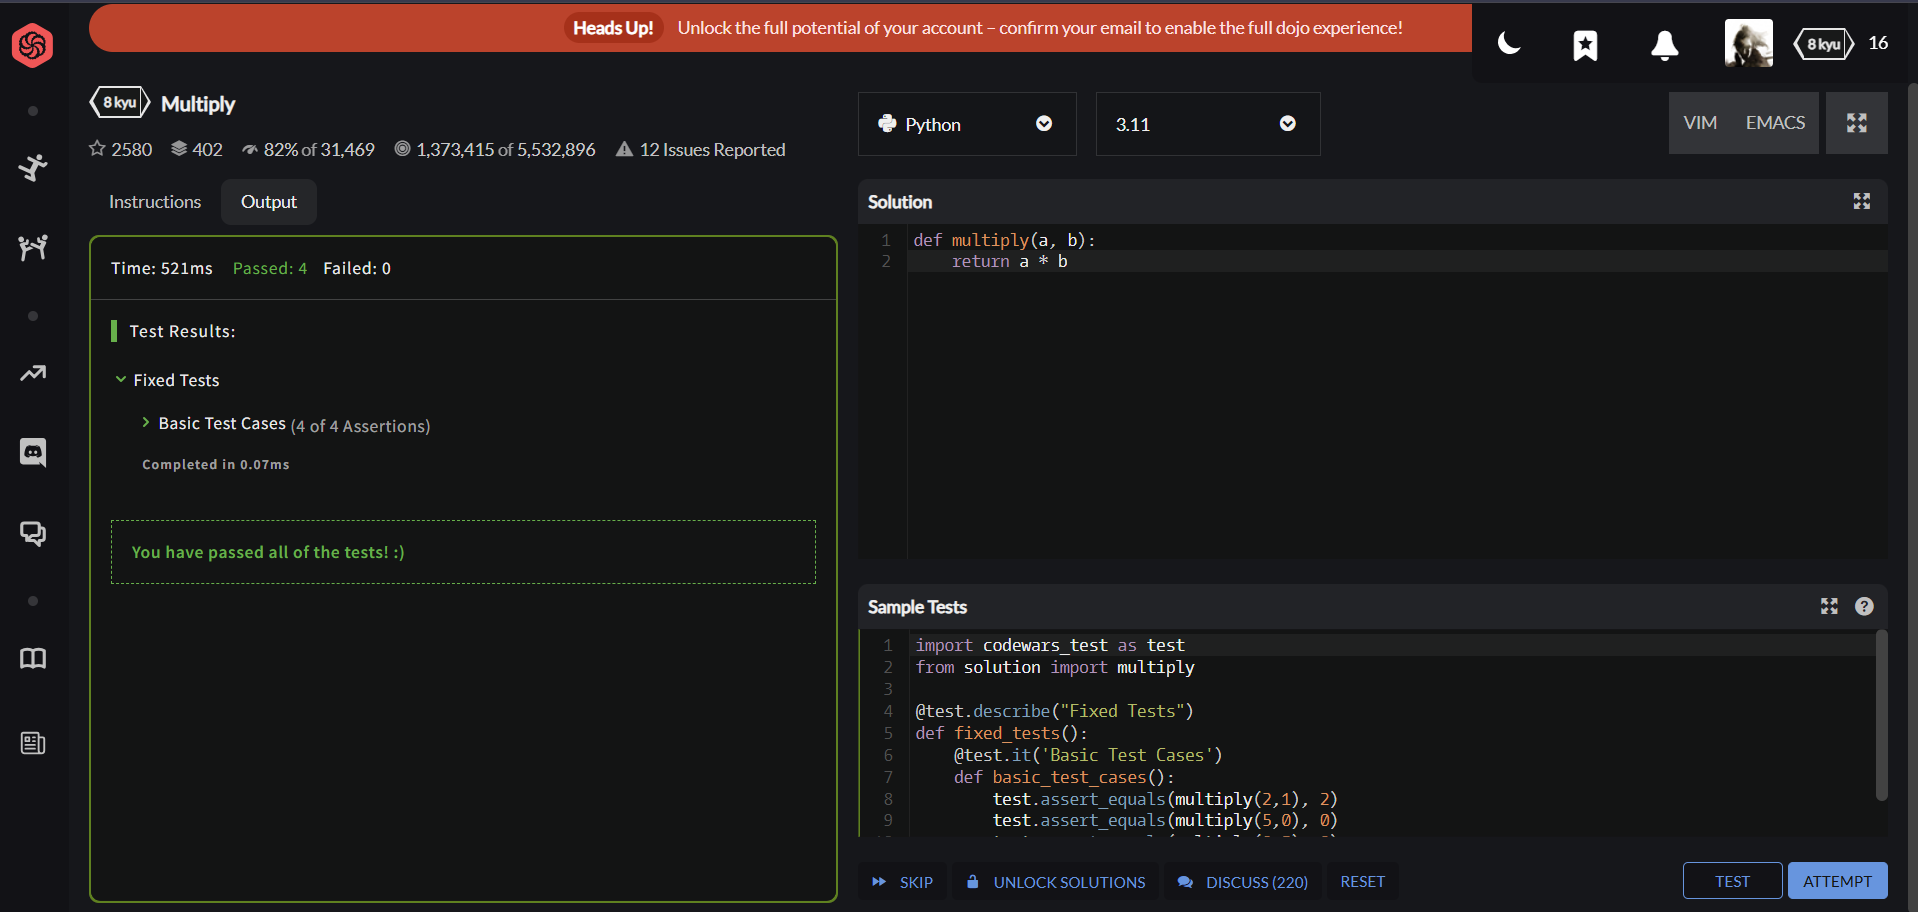 Heads Up! Unlock the full potential of your account – confirm your email to enable the full dojo experience!
8 kyu 16
8 kyu Multiply
2580 402 82% of 31,469 1,373,415 of 5,532,896 12 Issues Reported
Instructions Output
Time: 521ms Passed: 4 Failed: 0
Test Results:
Fixed Tests
Basic Test Cases (4 of 4 Assertions)
Completed in 0.07ms
You have passed all of the tests! :)
Python 3.11 VIM EMACS
Solution
1 def multiply(a, b):
2     return a * b
Sample Tests ?
1 import codewars_test as test
2 from solution import multiply
3
4 @test.describe("Fixed Tests")
5 def fixed_tests():
6     @test.it('Basic Test Cases')
7     def basic_test_cases():
8         test.assert_equals(multiply(2,1), 2)
9         test.assert_equals(multiply(5,0), 0)
SKIP UNLOCK SOLUTIONS DISCUSS (220) RESET TEST ATTEMPT